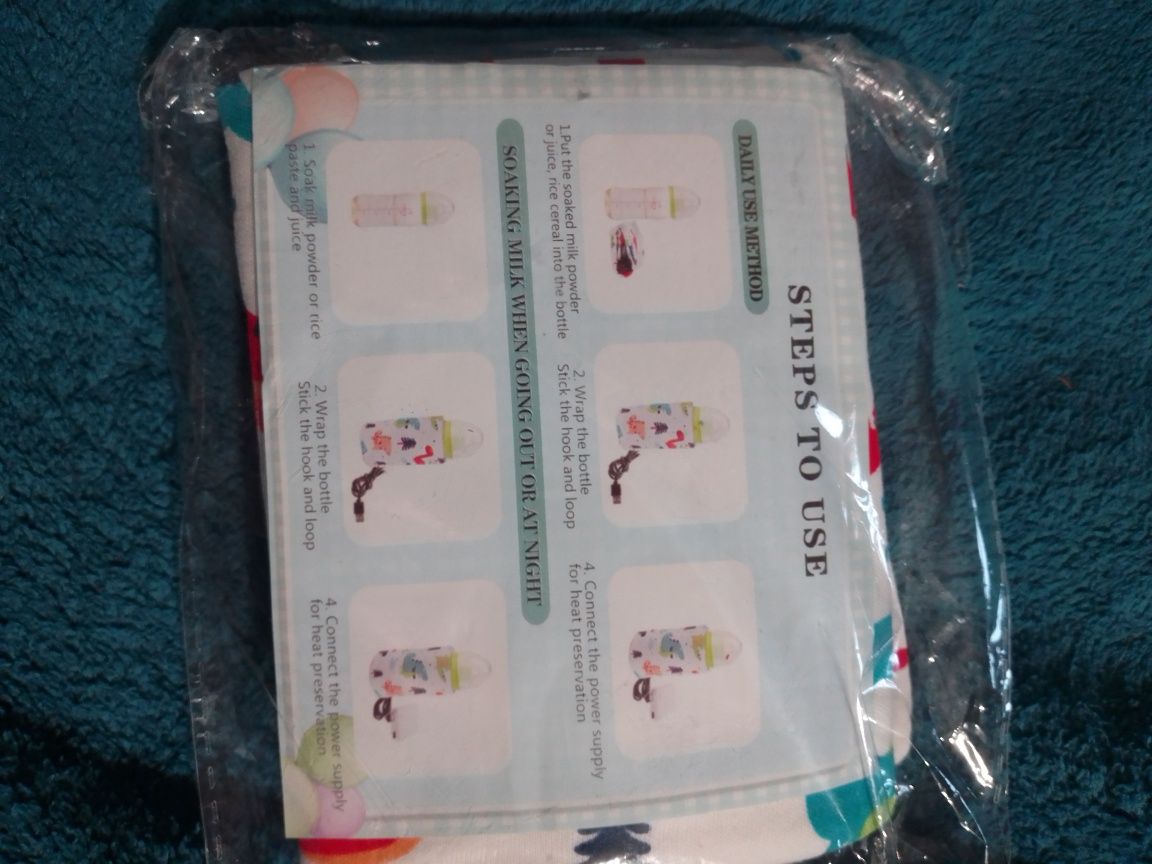 STEPS TO USE
DAILY USE METHOD
1.Put the soaked milk powder
or juice, rice cereal into the bottle
2. Wrap the bottle
Stick the hook and loop
4. Connect the power supply
for heat preservation
SOAKING MILK WHEN GOING OUT OR AT NIGHT
1. Soak milk powder or rice
paste and juice
2. Wrap the bottle
Stick the hook and loop
4. Connect the power supply
for heat preservation